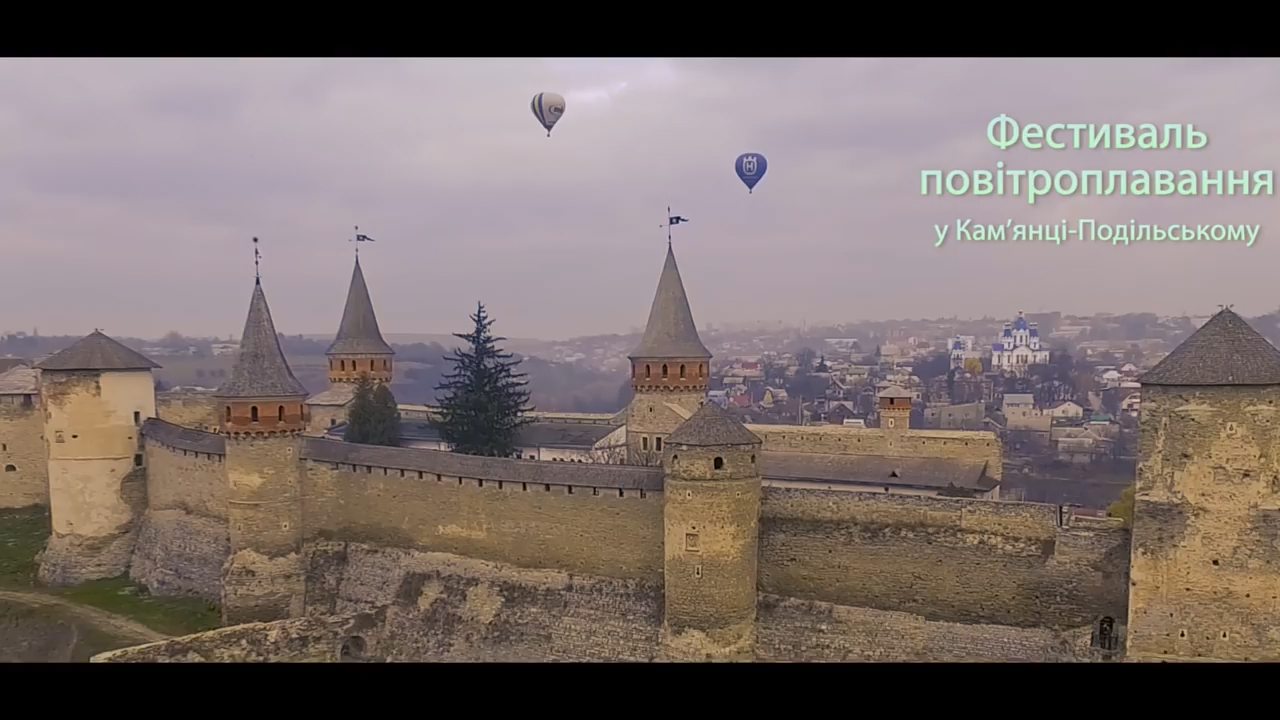 Фестиваль
повітроплавання
у Кам’янці-Подільському